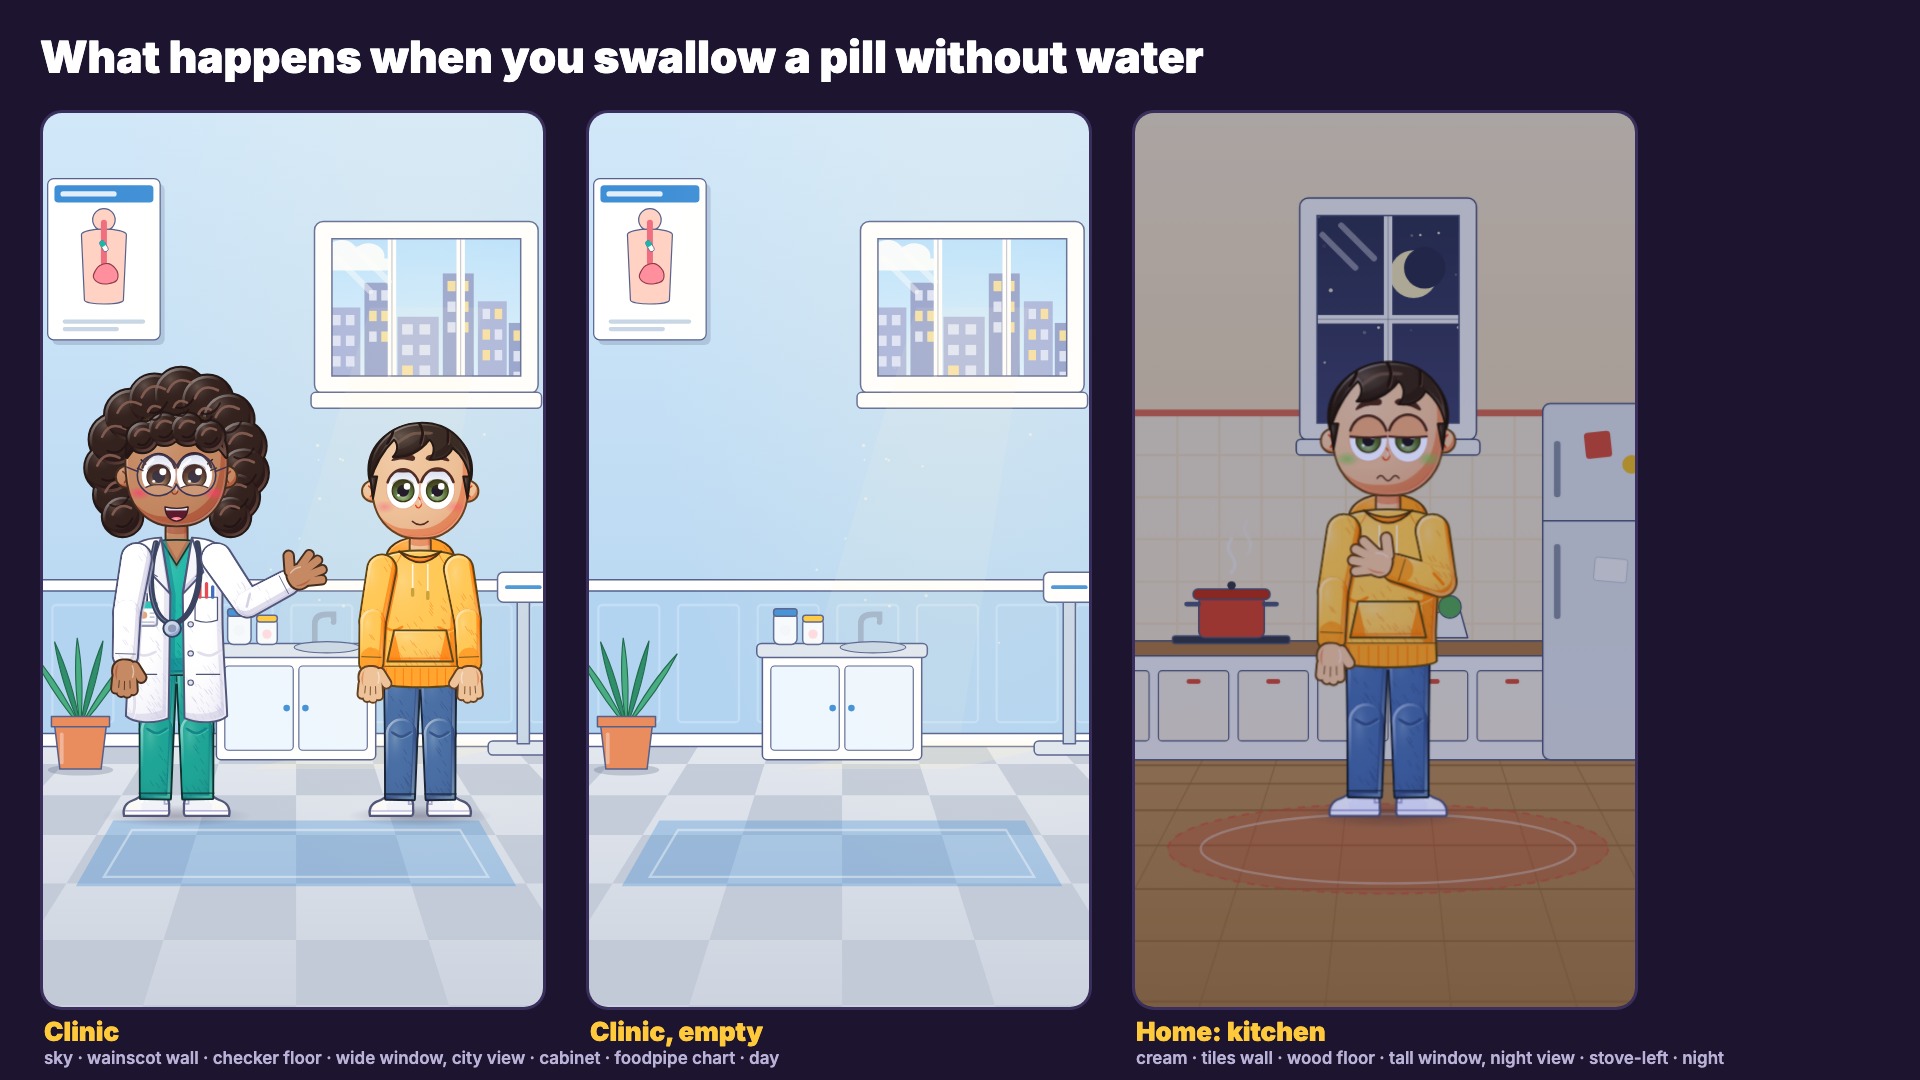 What happens when you swallow a pill without water
Clinic
sky · wainscot wall · checker floor · wide window, city view · cabinet · foodpipe chart · day
Clinic, empty
Home: kitchen
cream · tiles wall · wood floor · tall window, night view · stove-left · night